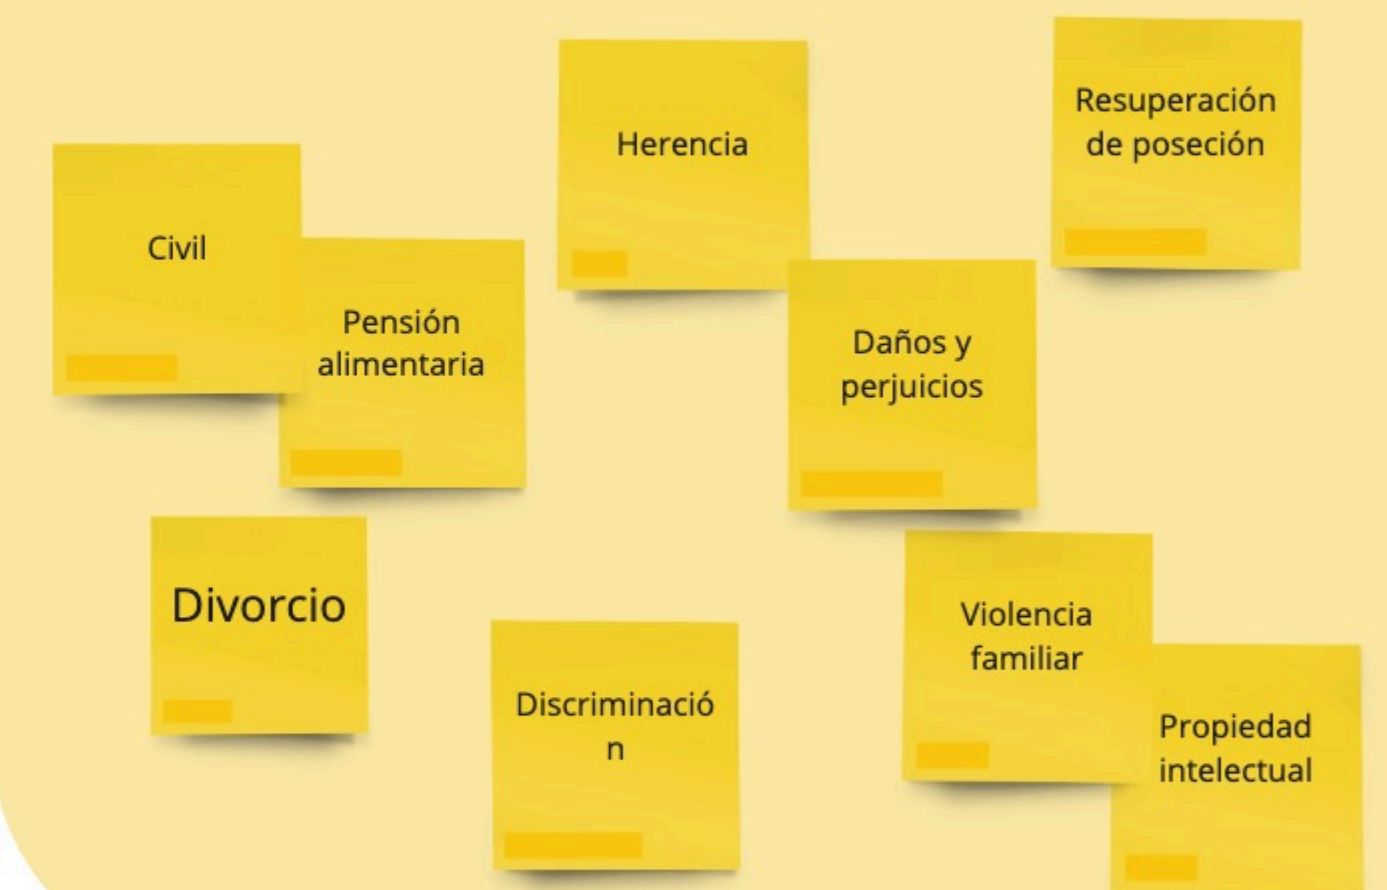 Civil
Pensión
alimentaria
Herencia
Daños y
perjuicios
Resuperación
de poseción
Divorcio
Discriminació
n
Violencia
familiar
Propiedad
intelectual